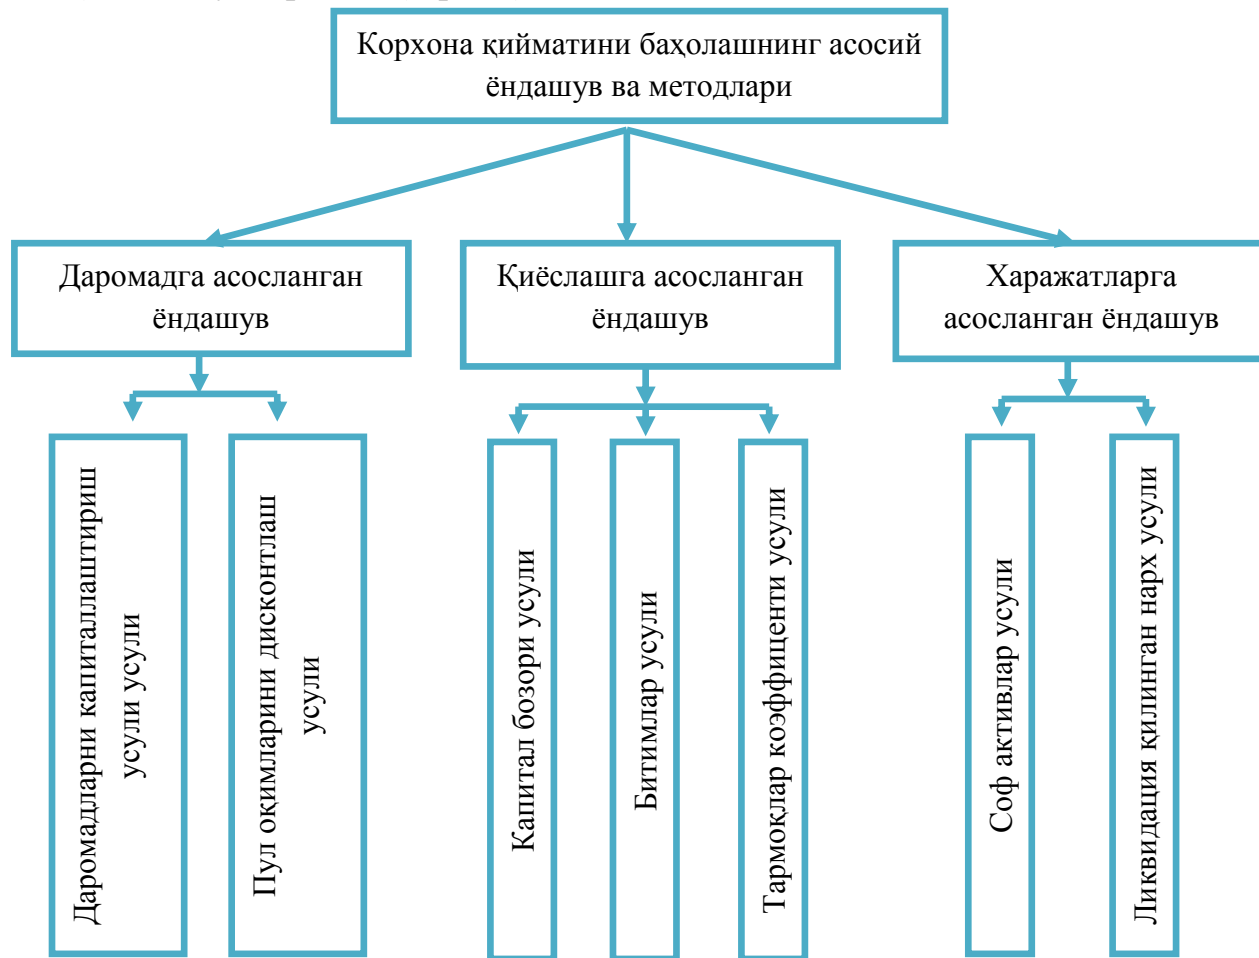 Корхона қийматини баҳолашнинг асосий
ёндашув ва методлари
Даромадга асосланган
ёндашув
Қиёслашга асосланган
ёндашув
Харажатларга
асосланган ёндашув
Даромадларни капиталлаштириш
усули усули
Пул оқимларини дисконтлаш
усули
Капитал бозори усули
Битимлар усули
Тармоқлар коэффиценти усули
Соф активлар усули
Ликвидация қилинган нарх усули